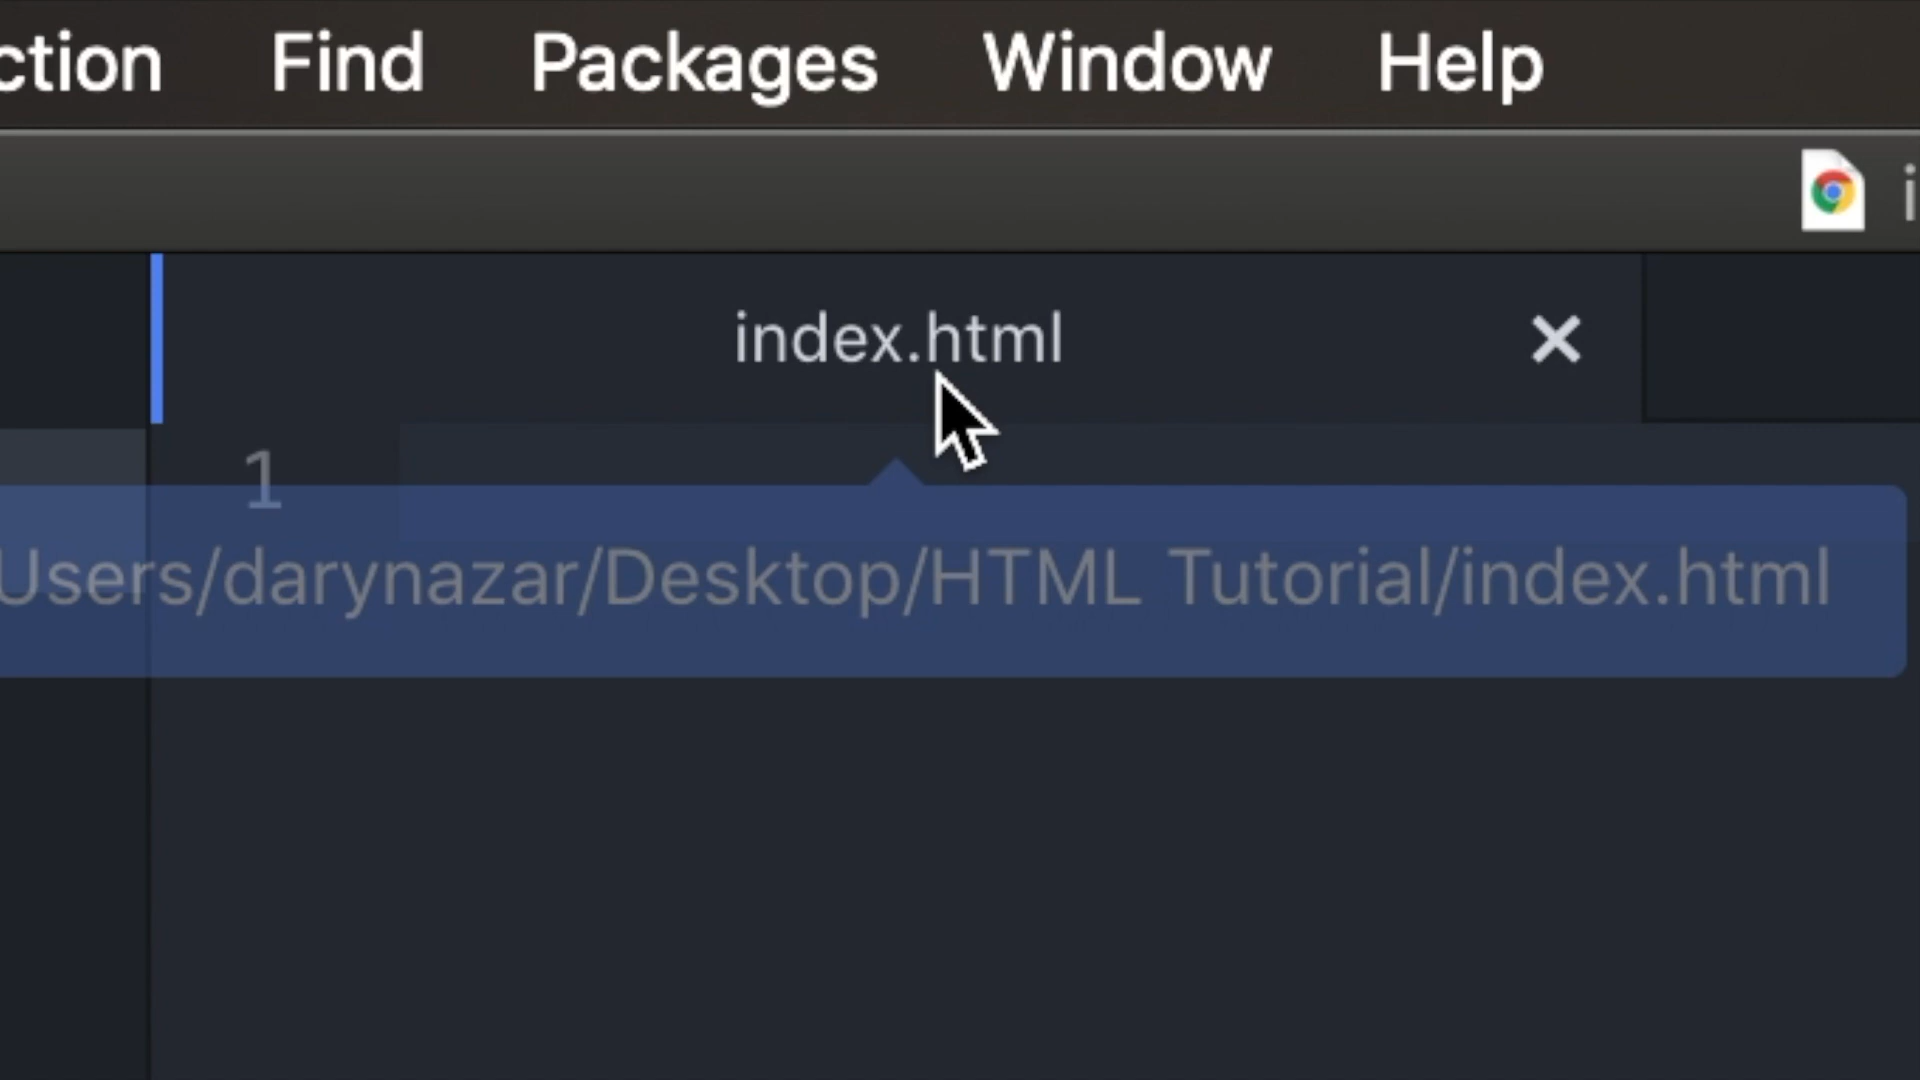 ction Find Packages Window Help
i
index.html
1
Users/darynazar/Desktop/HTML Tutorial/index.html